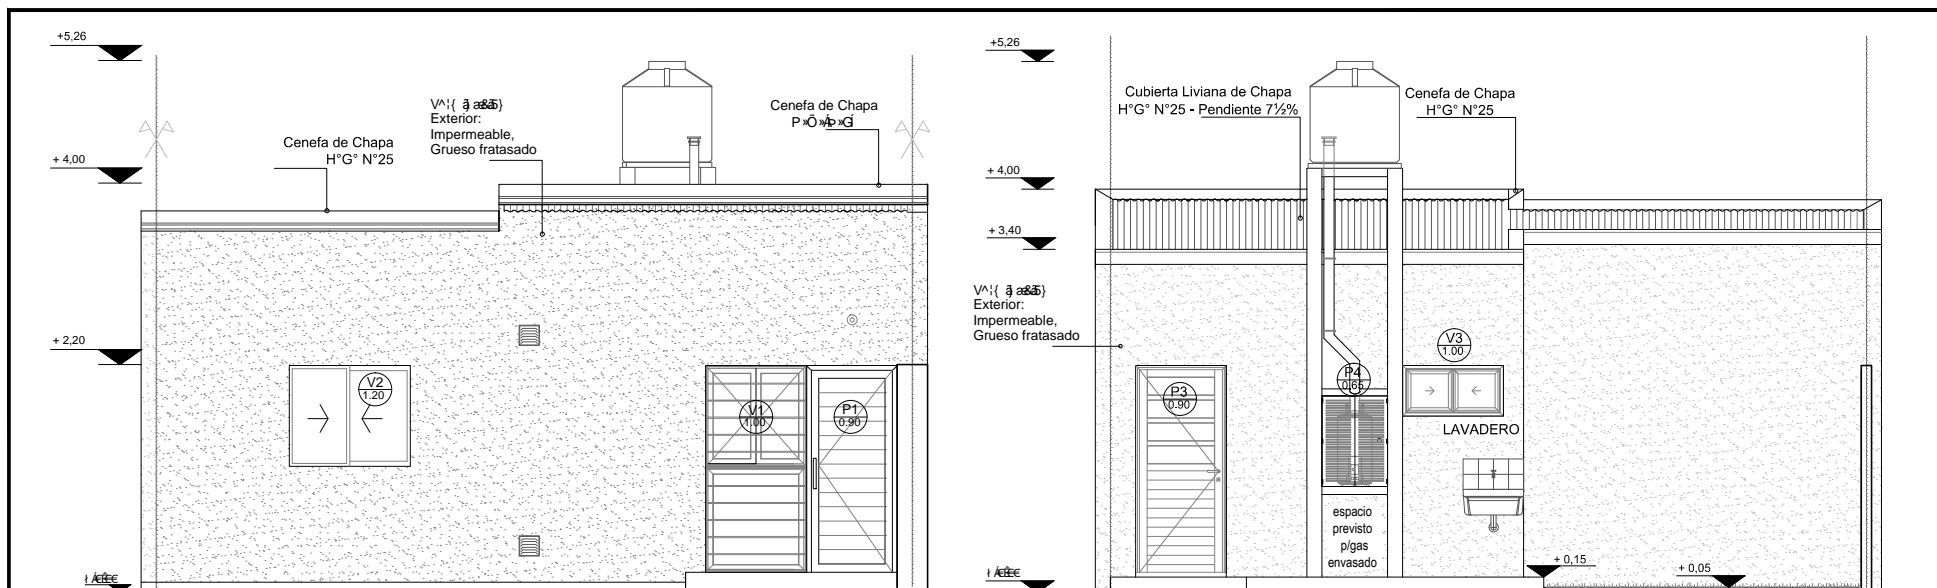 +5,26
Cenefa de Chapa
H°G° N°25
Exterior:
Impermeable,
Grueso fratasado
Cenefa de Chapa
+ 4,00
+ 2,20
V2
1.20
V1
1.00
P1
0.90
+5,26
Cubierta Liviana de Chapa
H°G° N°25 - Pendiente 7½%
Cenefa de Chapa
H°G° N°25
+ 4,00
+ 3,40
Exterior:
Impermeable,
Grueso fratasado
P3
0.90
P4
0.65
V3
1.00
LAVADERO
espacio
previsto
p/gas
envasado
+ 0,15
+ 0,05